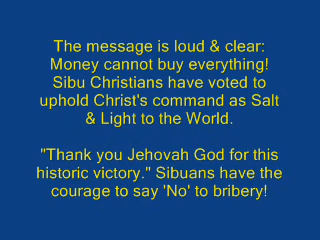 The message is loud & clear:
Money cannot buy everything!
Sibu Christians have voted to
uphold Christ's command as Salt
& Light to the World.
"Thank you Jehovah God for this
historic victory." Sibuans have the
courage to say 'No' to bribery!